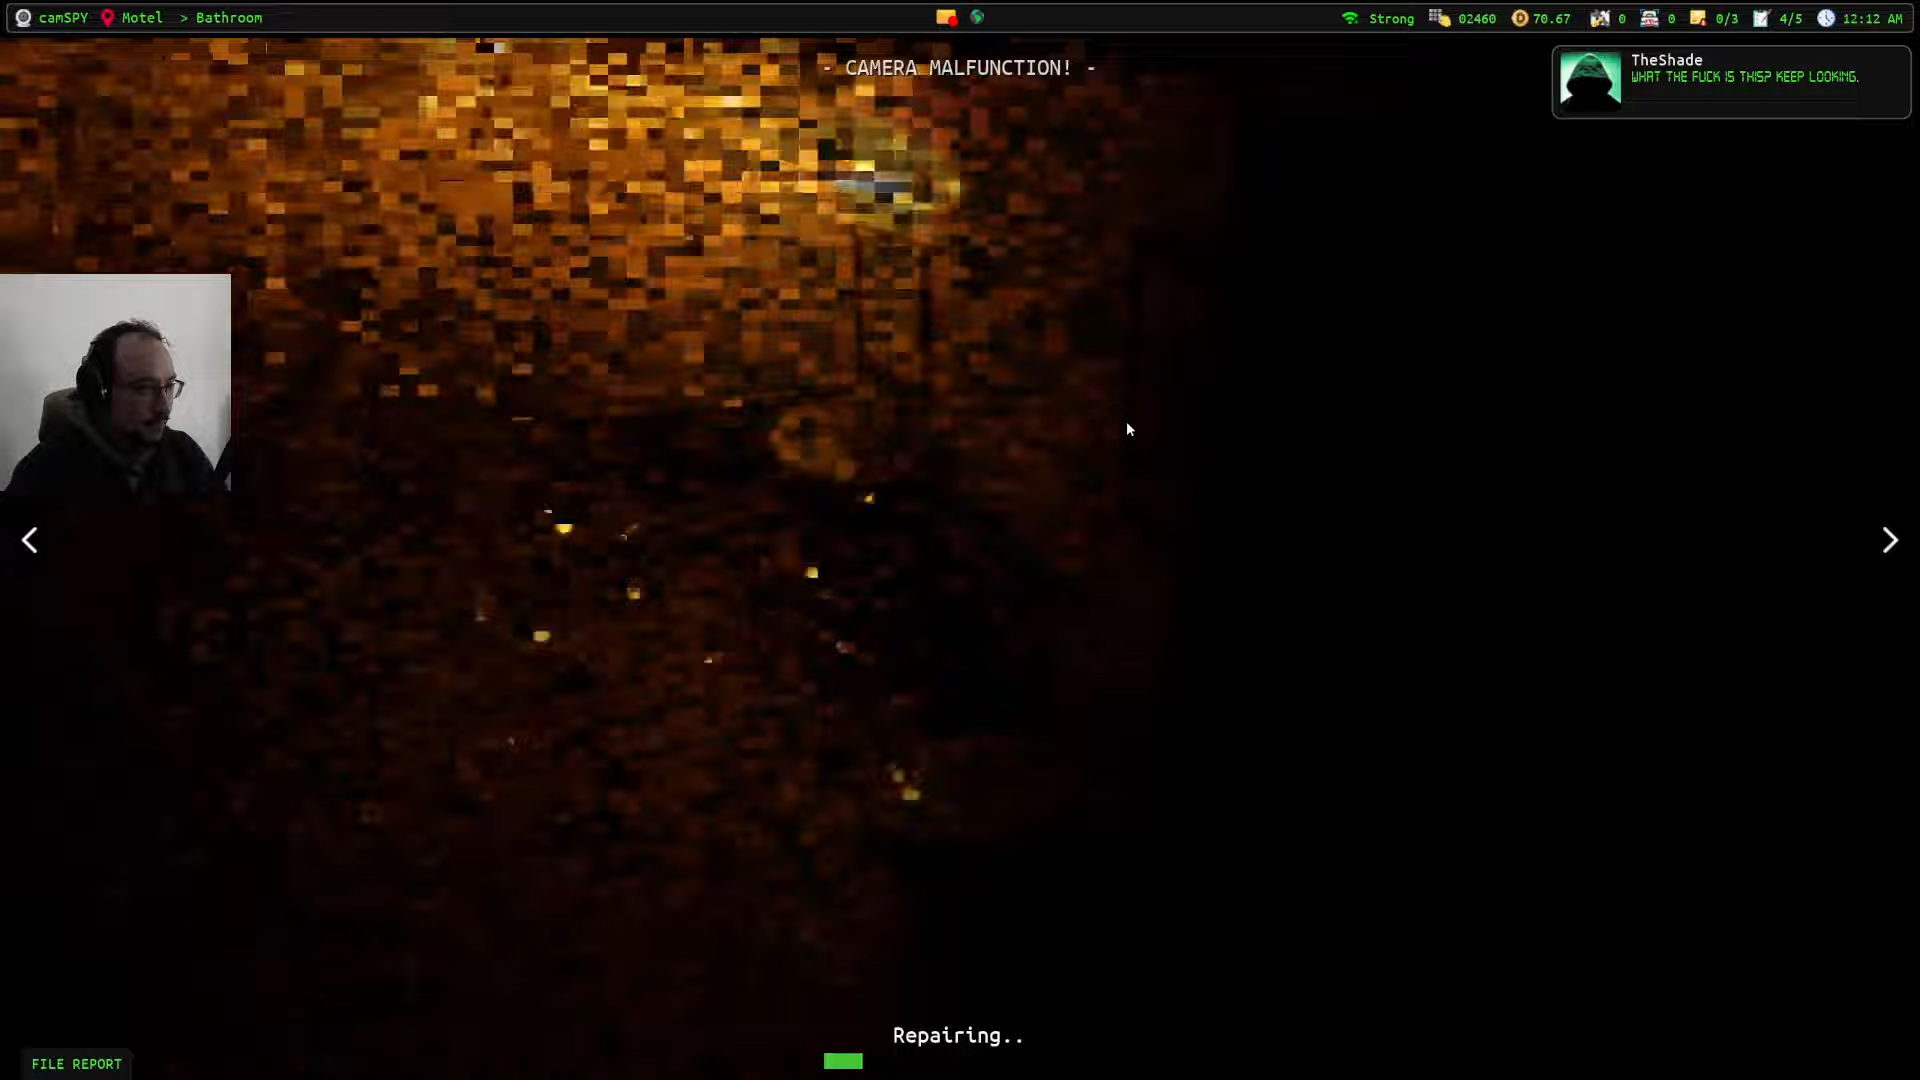 camSPY Motel > Bathroom
Strong 02460 70.67 0 0 0/3 4/5 12:12 AM
- CAMERA MALFUNCTION! -
TheShade
WHAT THE FUCK IS THIS? KEEP LOOKING.
Repairing..
FILE REPORT